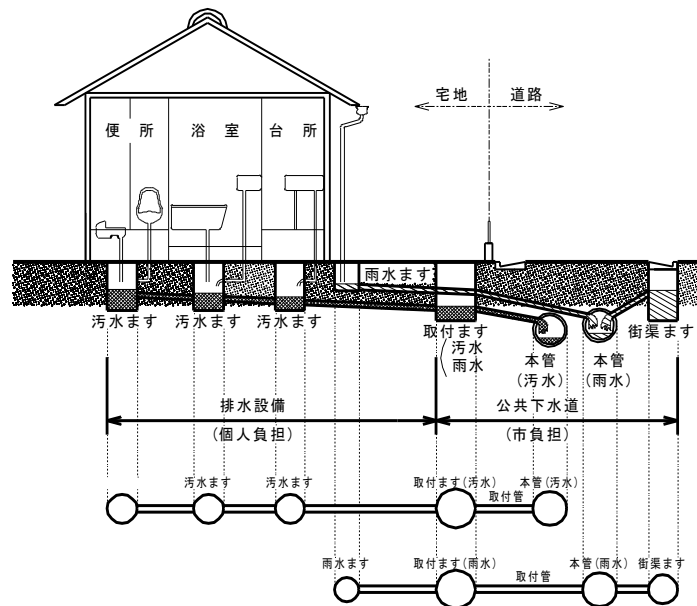 宅地 道路
便所 浴室 台所
雨水ます
汚水ます 汚水ます 汚水ます 取付ます 街渠ます
(汚水 本管 本管
雨水 (汚水) (雨水)
排水設備 公共下水道
(個人負担) (市負担)
汚水ます 汚水ます 取付ます(汚水) 本管(汚水)
取付管
雨水ます 取付ます(雨水) 本管(雨水) 街渠ます
取付管